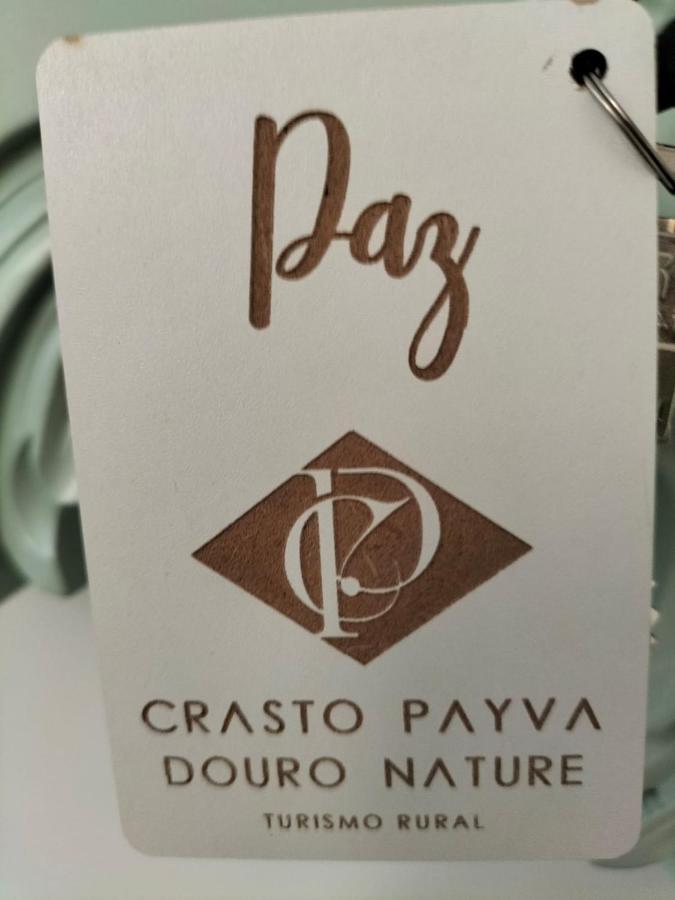 Paz
CRASTO PAYVA
DOURO NATURE
TURISMO RURAL